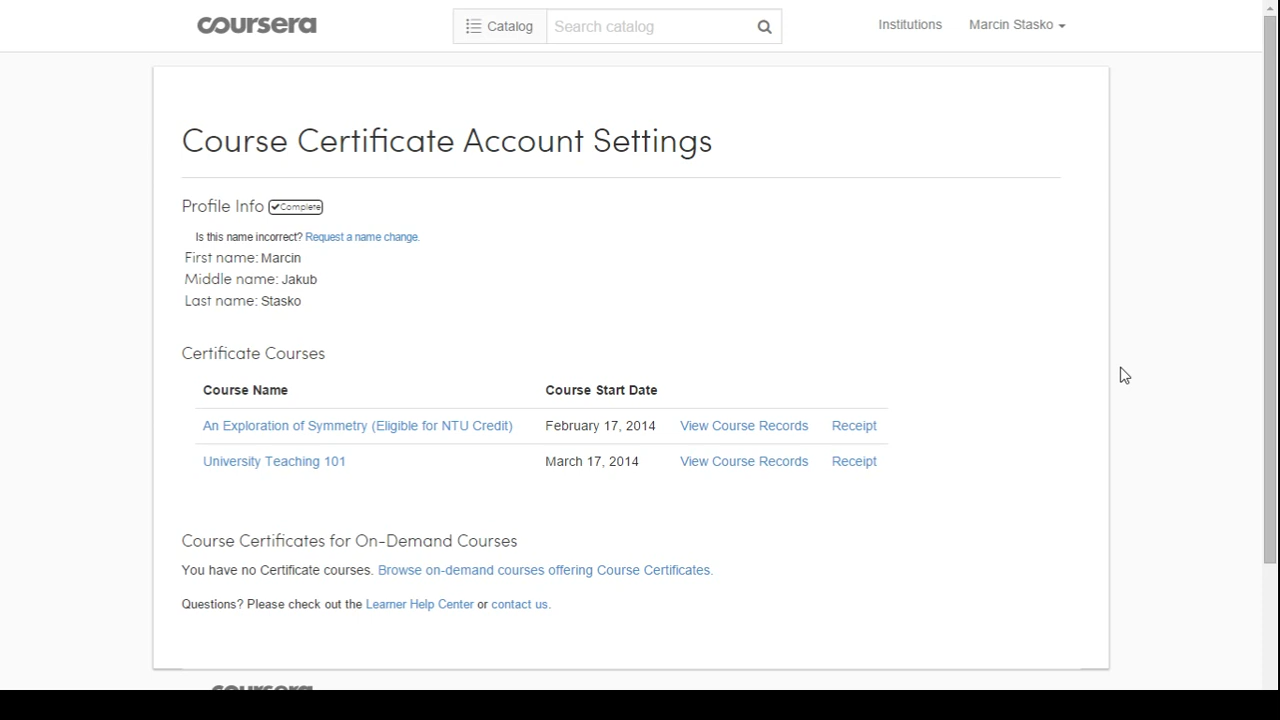 coursera Catalog Search catalog Institutions Marcin Stasko
Course Certificate Account Settings
Profile Info Complete
Is this name incorrect? Request a name change.
First name: Marcin
Middle name: Jakub
Last name: Stasko
Certificate Courses
Course Name Course Start Date
An Exploration of Symmetry (Eligible for NTU Credit) February 17, 2014 View Course Records Receipt
University Teaching 101 March 17, 2014 View Course Records Receipt
Course Certificates for On-Demand Courses
You have no Certificate courses. Browse on-demand courses offering Course Certificates.
Questions? Please check out the Learner Help Center or contact us.
coursera